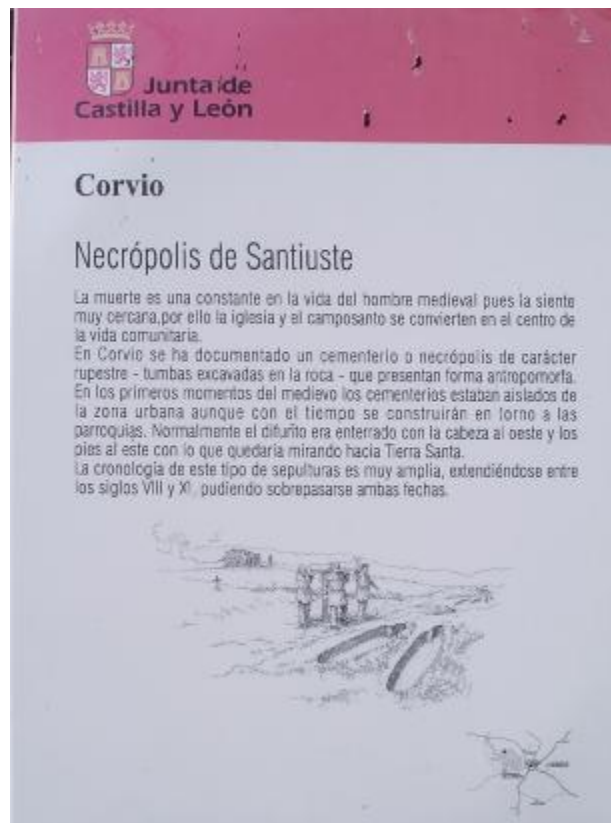 Junta de
Castilla y León
Corvio
Necrópolis de Santiuste
La muerte es una constante en la vida del hombre medieval pues la siente
muy cercana,por ello la iglesia y el camposanto se convierten en el centro de
la vida comunitaria.
En Corvio se ha documentado un cementerio o necrópolis de carácter
rupestre - tumbas excavadas en la roca - que presentan forma antropomorfa.
En los primeros momentos del medievo los cementerios estaban aislados de
la zona urbana aunque con el tiempo se construirán en torno a las
parroquias. Normalmente el difunto era enterrado con la cabeza al oeste y los
pies al este con lo que quedaría mirando hacia Tierra Santa.
La cronología de este tipo de sepulturas es muy amplia, extendiéndose entre
los siglos VIII y XI, pudiendo sobrepasarse ambas fechas.